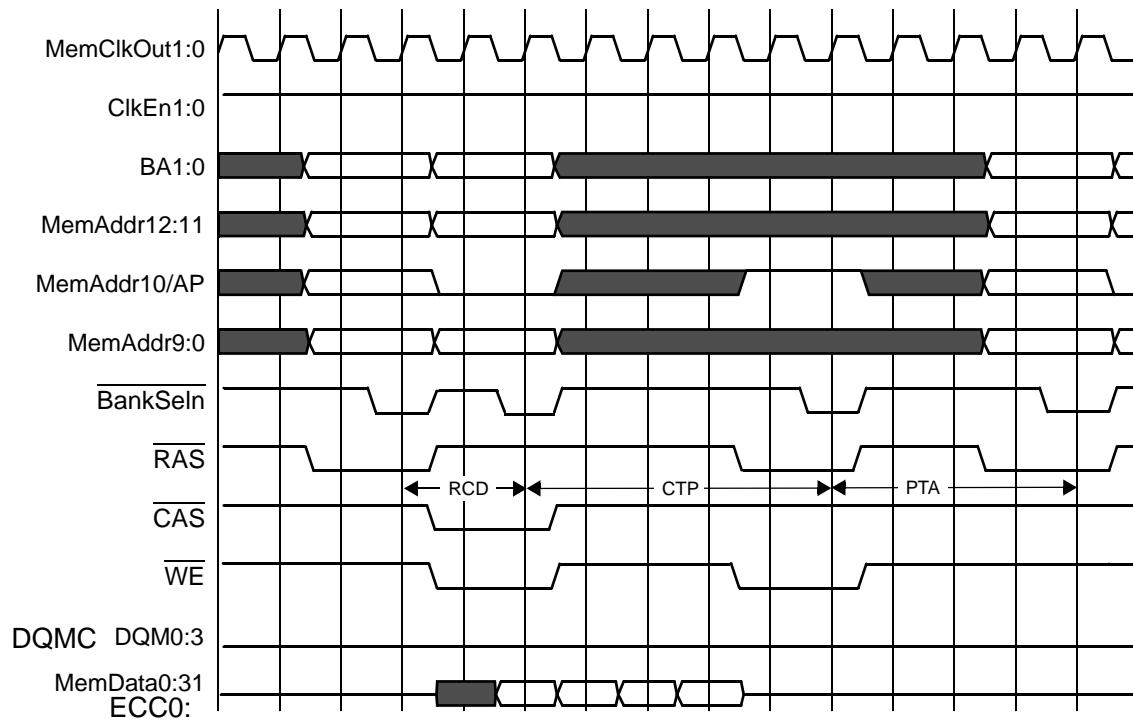 MemClkOut1:0
ClkEn1:0
BA1:0
MemAddr12:11
MemAddr10/AP
MemAddr9:0
BankSeln
RAS
RCD CTP PTA
CAS
WE
DQMC DQM0:3
MemData0:31
ECC0: